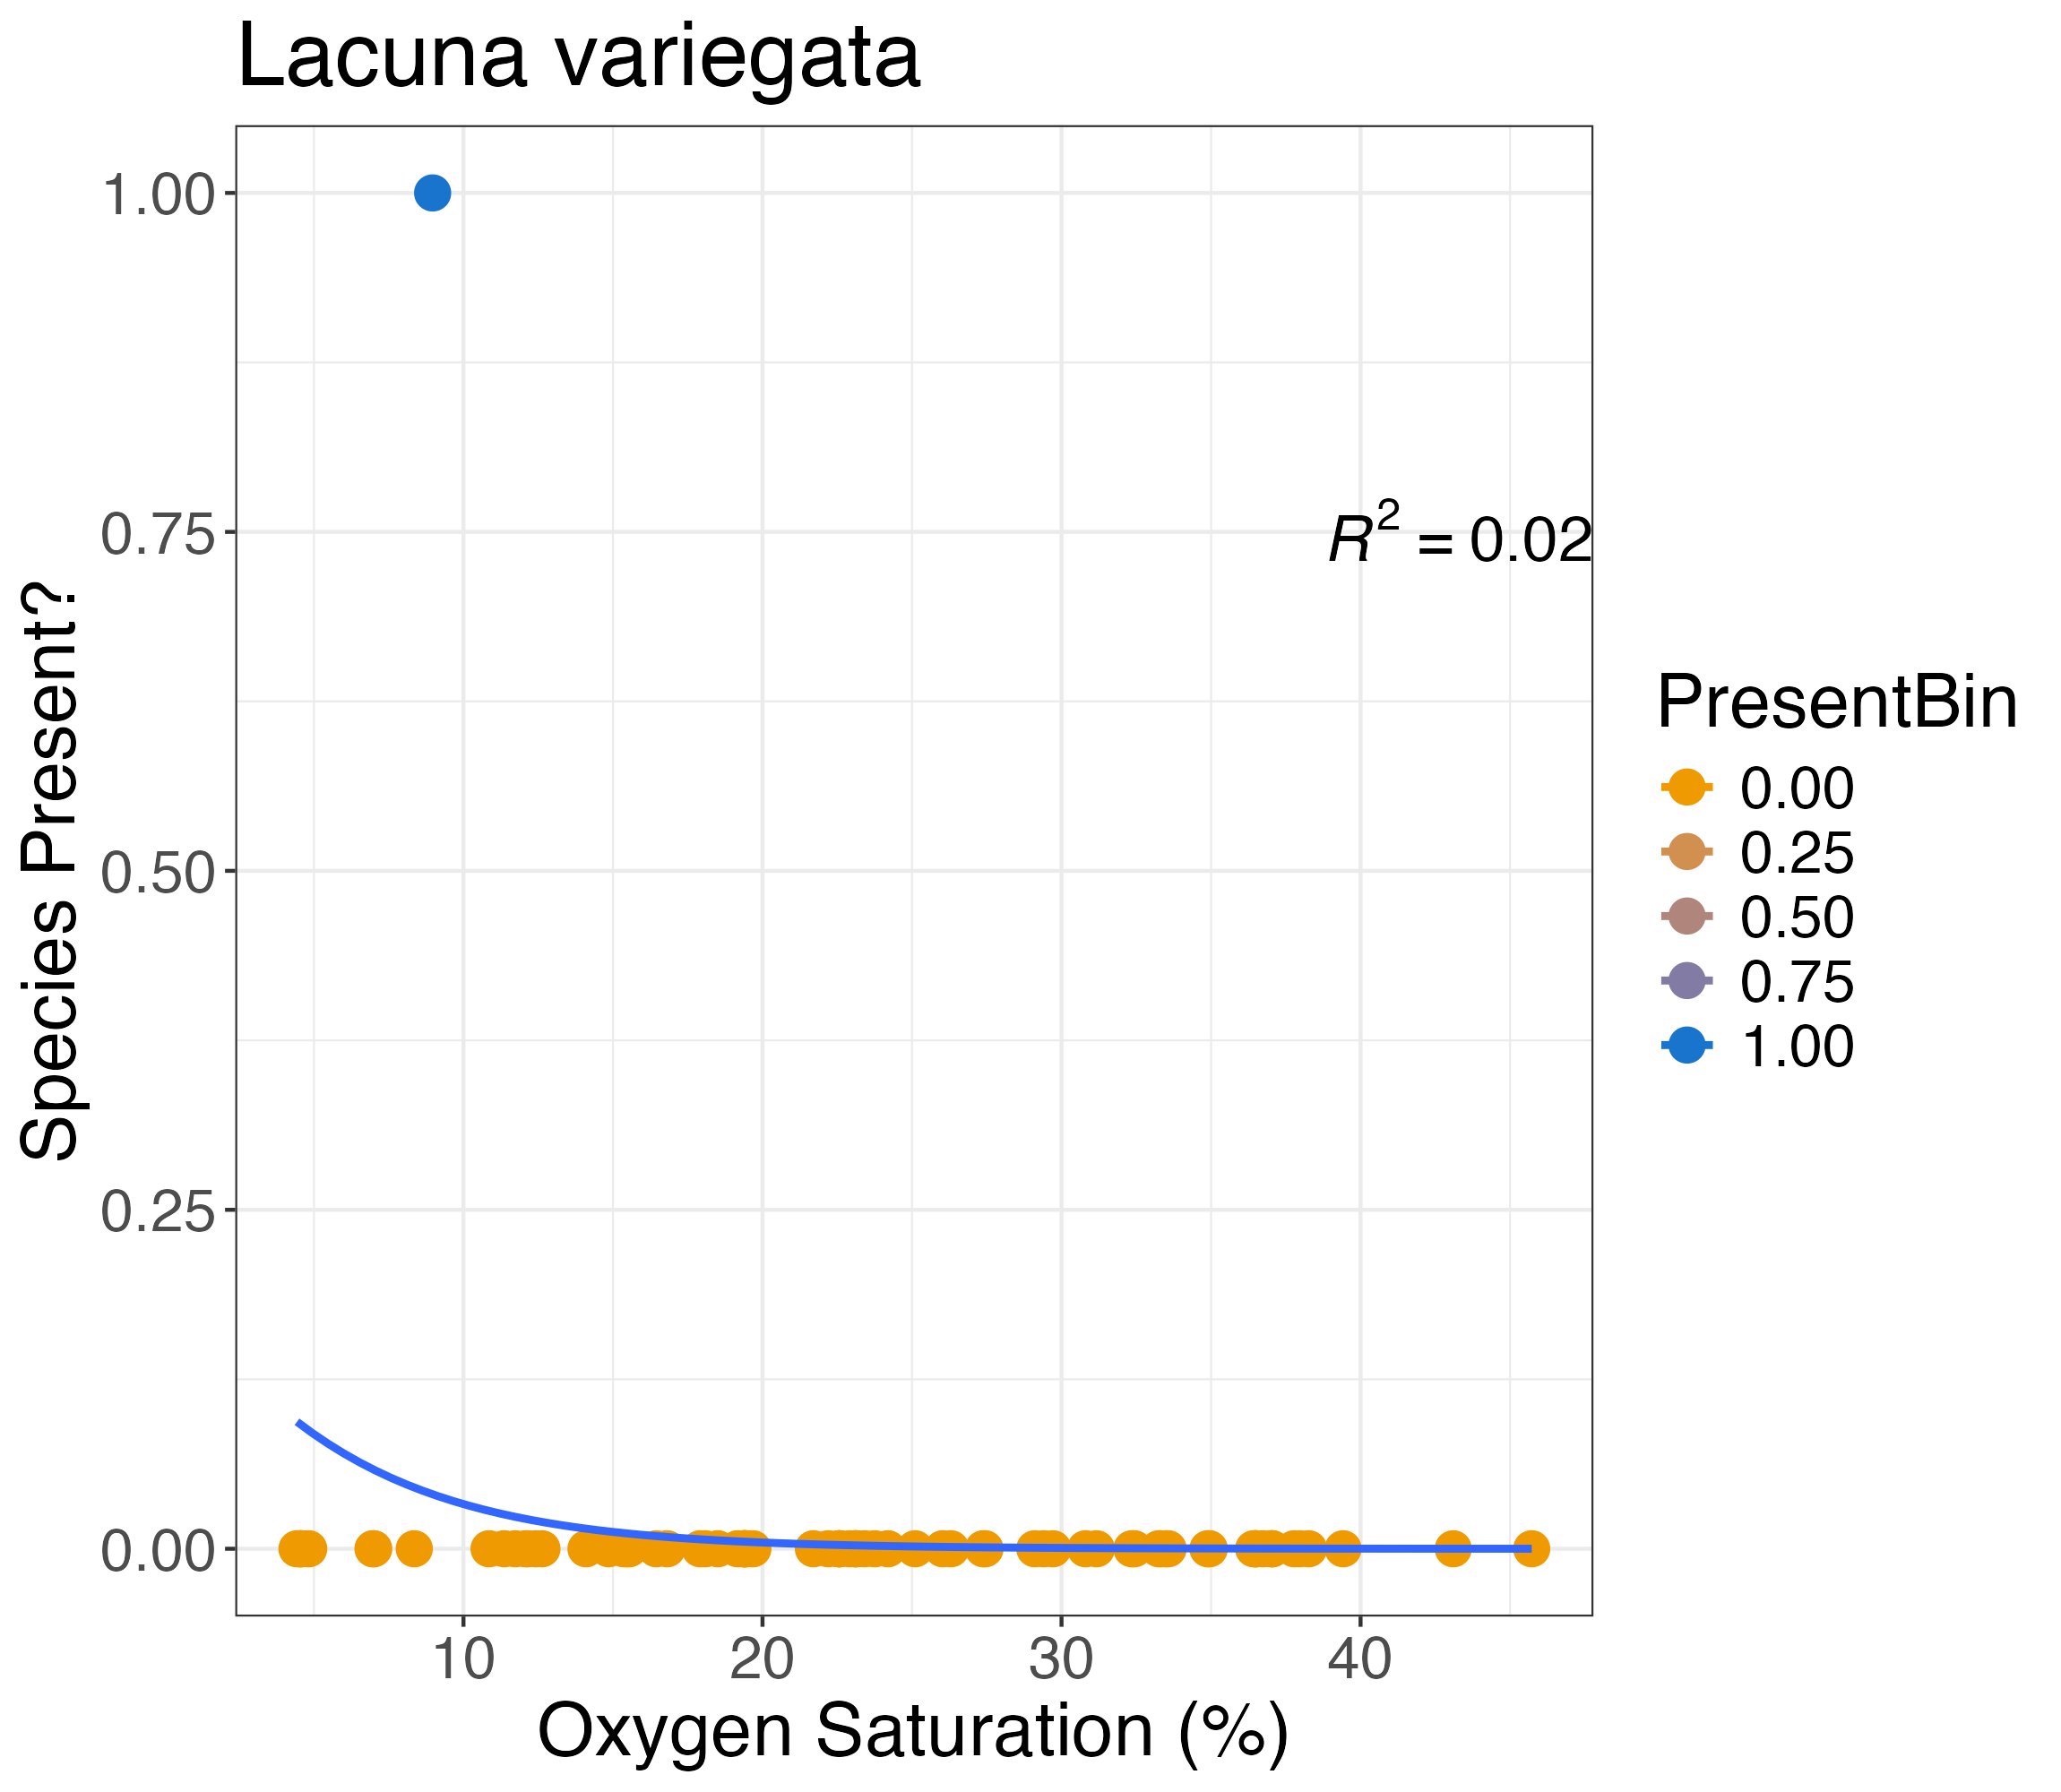 Lacuna variegata
1.00
0.75
0.50
0.25
0.00
Species Present?
R² = 0.02
10 20 30 40
Oxygen Saturation (%)
PresentBin
0.00
0.25
0.50
0.75
1.00